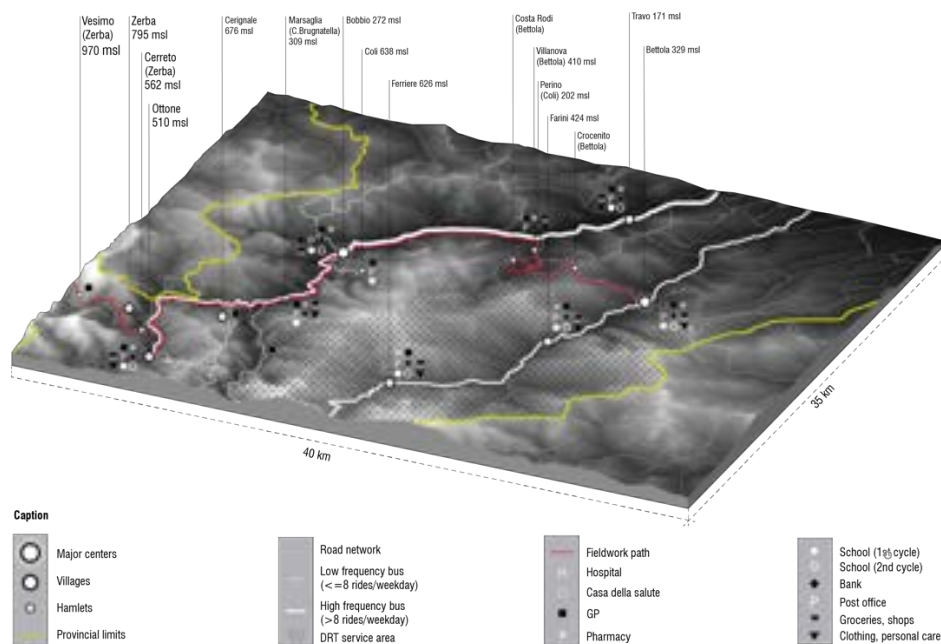 Vesimo
(Zerba)
970 msl
Zerba
795 msl
Cerreto
(Zerba)
562 msl
Ottone
510 msl
Cerignale
676 msl
Marsaglia
(C.Brugnatella)
309 msl
Bobbio 272 msl
Coli 638 msl
Ferriere 626 msl
Costa Rodi
(Bettola)
Villanova
(Bettola) 410 msl
Perino
(Coli) 202 msl
Farini 424 msl
Crocenito
(Bettola)
Travo 171 msl
Bettola 329 msl
40 km
35 km
Caption
Major centers
Villages
Hamlets
Provincial limits
Road network
Low frequency bus
(<=8 rides/weekday)
High frequency bus
(>8 rides/weekday)
DRT service area
Fieldwork path
H Hospital
Casa della salute
GP
Pharmacy
School (1st cycle)
School (2nd cycle)
Bank
P Post office
Groceries, shops
Clothing, personal care